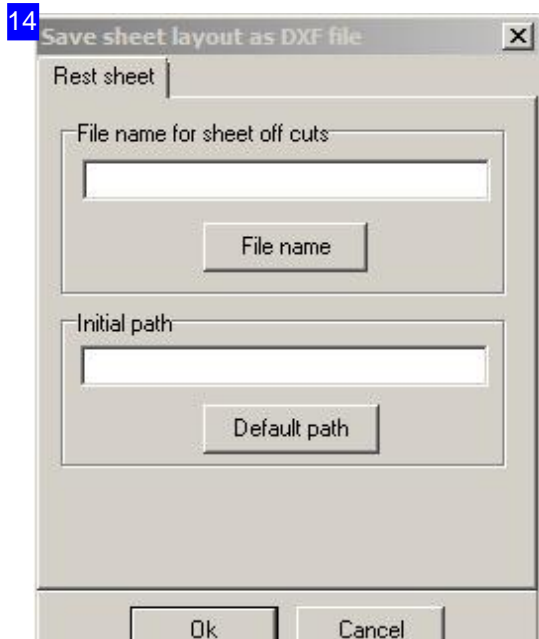 14
Save sheet layout as DXF file
Rest sheet
File name for sheet off cuts
File name
Initial path
Default path
Ok Cancel